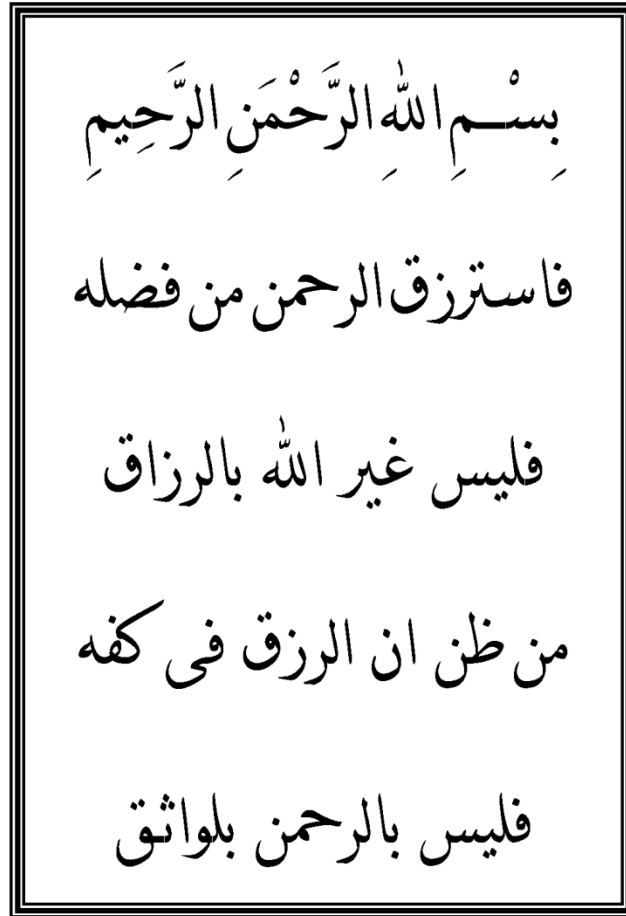 بِسْــمِ اللهِ الرَّحْمَنِ الرَّحِيمِ
فاسترزق الرحمن من فضله
فليس غير الله بالرزاق
من ظن ان الرزق فى كفه
فليس بالرحمن بلواثق